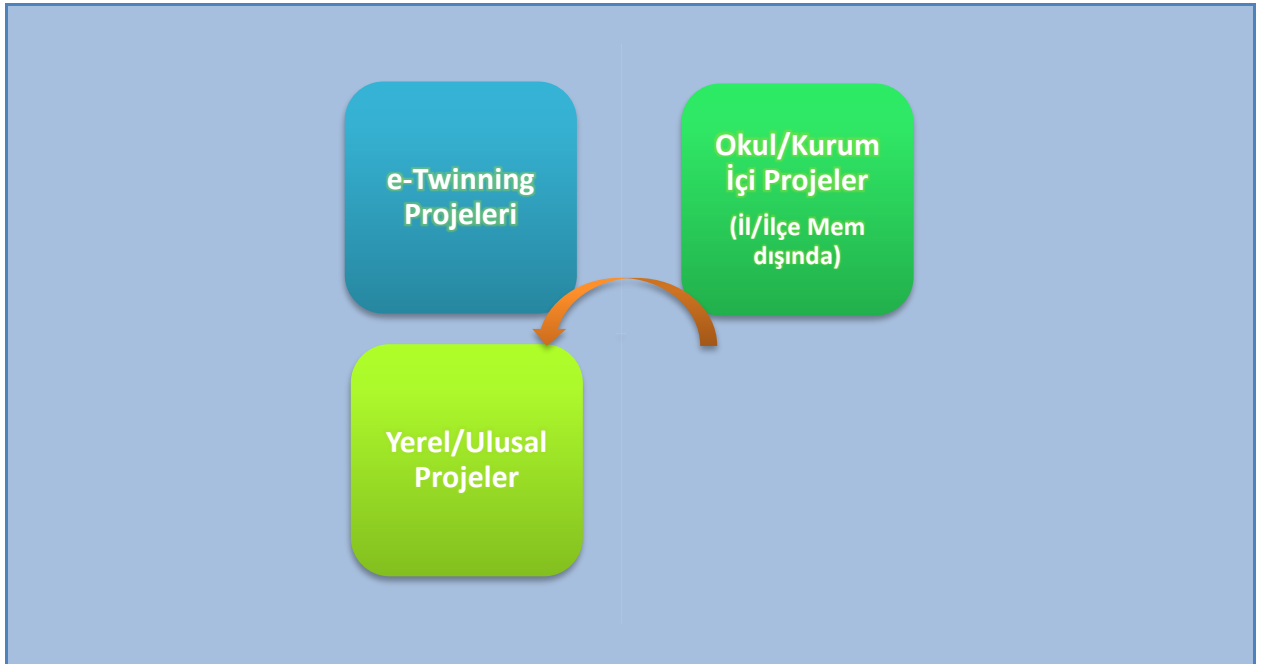 e-Twinning
Projeleri
Okul/Kurum
İçi Projeler
(İl/İlçe Mem
dışında)
Yerel/Ulusal
Projeler